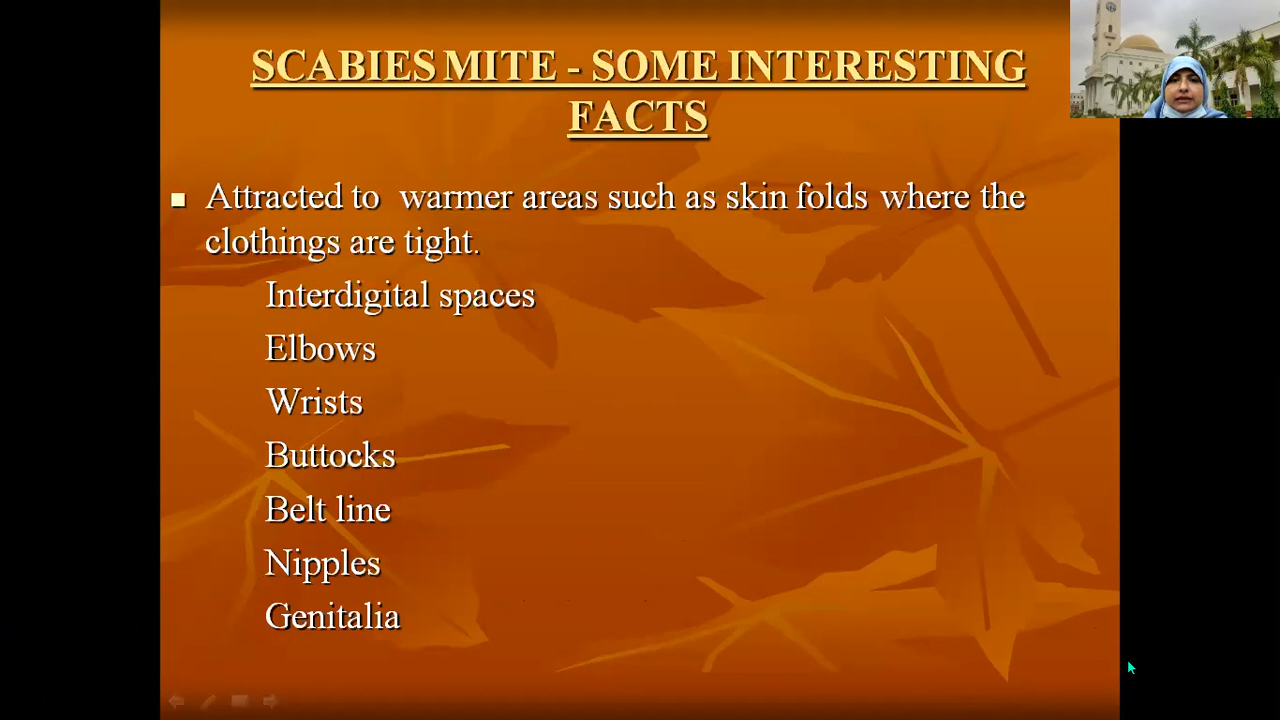 SCABIES MITE - SOME INTERESTING
FACTS
Attracted to warmer areas such as skin folds where the
clothings are tight.
Interdigital spaces
Elbows
Wrists
Buttocks
Belt line
Nipples
Genitalia